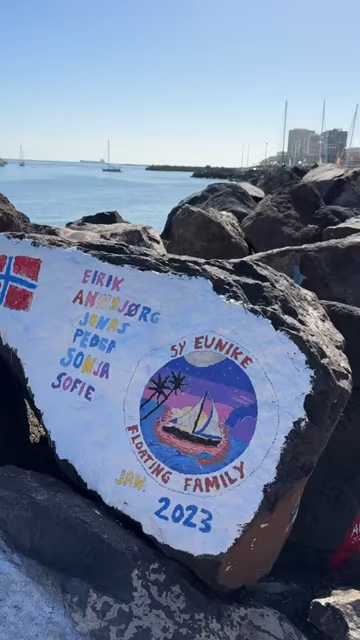 EIRIK
ANNBJØRG
JONAS
PEDER
SONJA
SOFIE
SY EUNIKE
FLOATING FAMILY
JAN.
2023